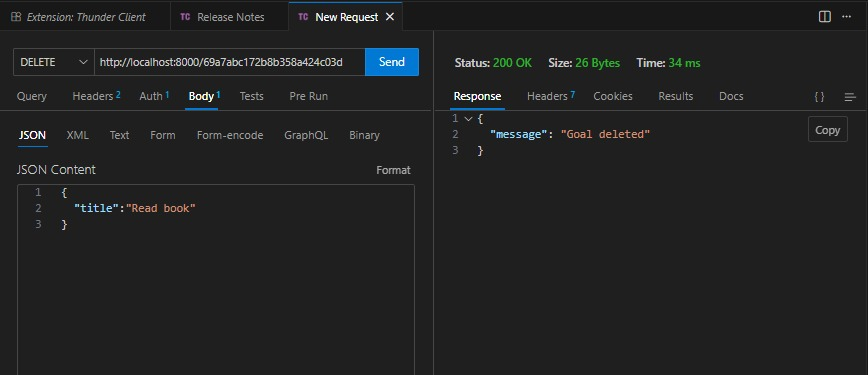 Extension: Thunder Client
TC Release Notes
TC New Request
DELETE
http://localhost:8000/69a7abc172b8b358a424c03d
Send
Query Headers 2 Auth 1 Body 1 Tests Pre Run
JSON XML Text Form Form-encode GraphQL Binary
JSON Content Format
1 {
2 "title":"Read book"
3 }
Status: 200 OK Size: 26 Bytes Time: 34 ms
Response Headers 7 Cookies Results Docs { }
1 {
2 "message": "Goal deleted"
3 }
Copy